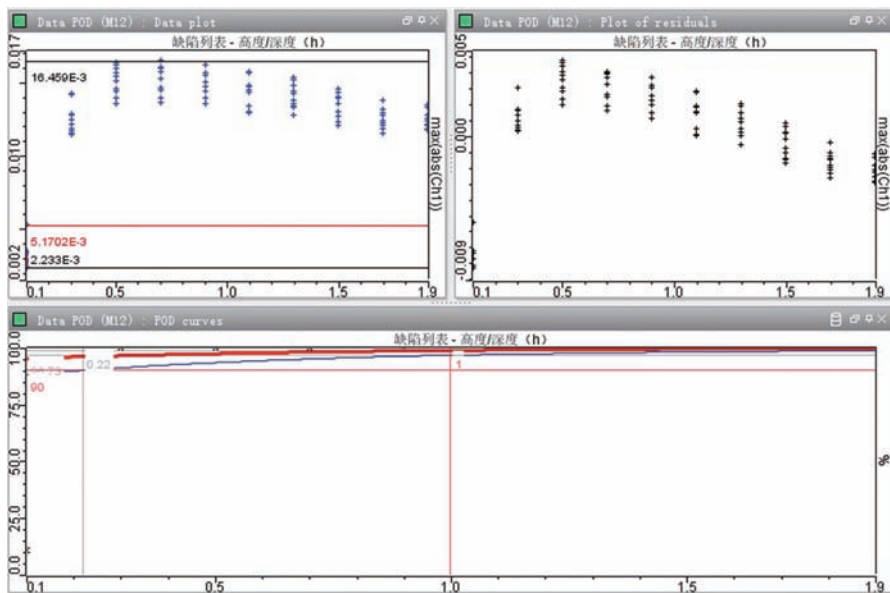 Data POD (M12) : Data plot
缺陷列表 - 高度/深度（h）
0.017
16.459E-3
0.010
5.1702E-3
2.233E-3
0.002
max(abs(Ch1))
0.1 0.5 1.0 1.5 1.9
Data POD (M12) : Plot of residuals
缺陷列表 - 高度/深度（h）
0.005
0.000
-0.009
max(abs(Ch1))
0.1 0.5 1.0 1.5 1.9
Data POD (M12) : POD curves
缺陷列表 - 高度/深度（h）
100.0
0.22
1
90
75.0
50.0
25.0
0.0
%
0.1 0.5 1.0 1.5 1.9